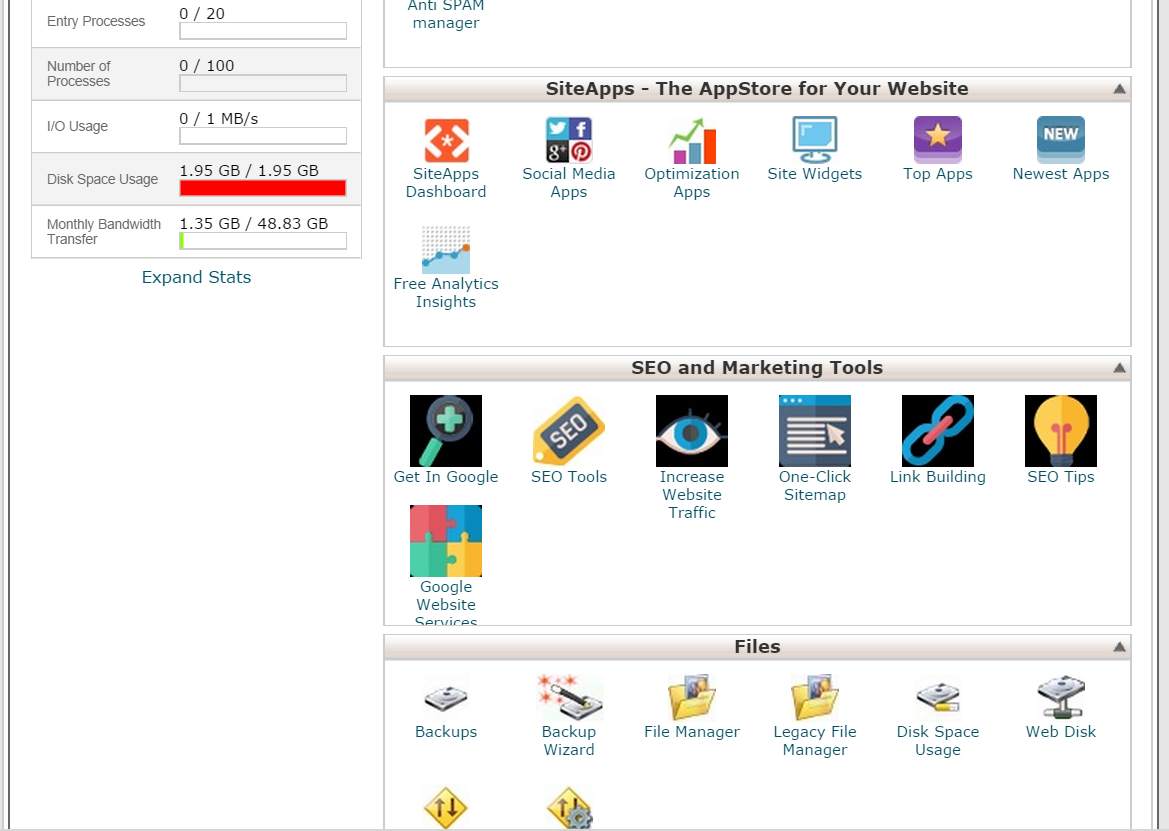 Entry Processes
0 / 20
Number of
Processes
0 / 100
I/O Usage
0 / 1 MB/s
Disk Space Usage
1.95 GB / 1.95 GB
Monthly Bandwidth
Transfer
1.35 GB / 48.83 GB
Expand Stats
Anti SPAM
manager
SiteApps - The AppStore for Your Website
SiteApps
Dashboard
Social Media
Apps
Optimization
Apps
Site Widgets
Top Apps
NEW
Newest Apps
Free Analytics
Insights
SEO and Marketing Tools
Get In Google
SEO
SEO Tools
Increase
Website
Traffic
One-Click
Sitemap
Link Building
SEO Tips
Google
Website
Services
Files
Backups
Backup
Wizard
File Manager
Legacy File
Manager
Disk Space
Usage
Web Disk